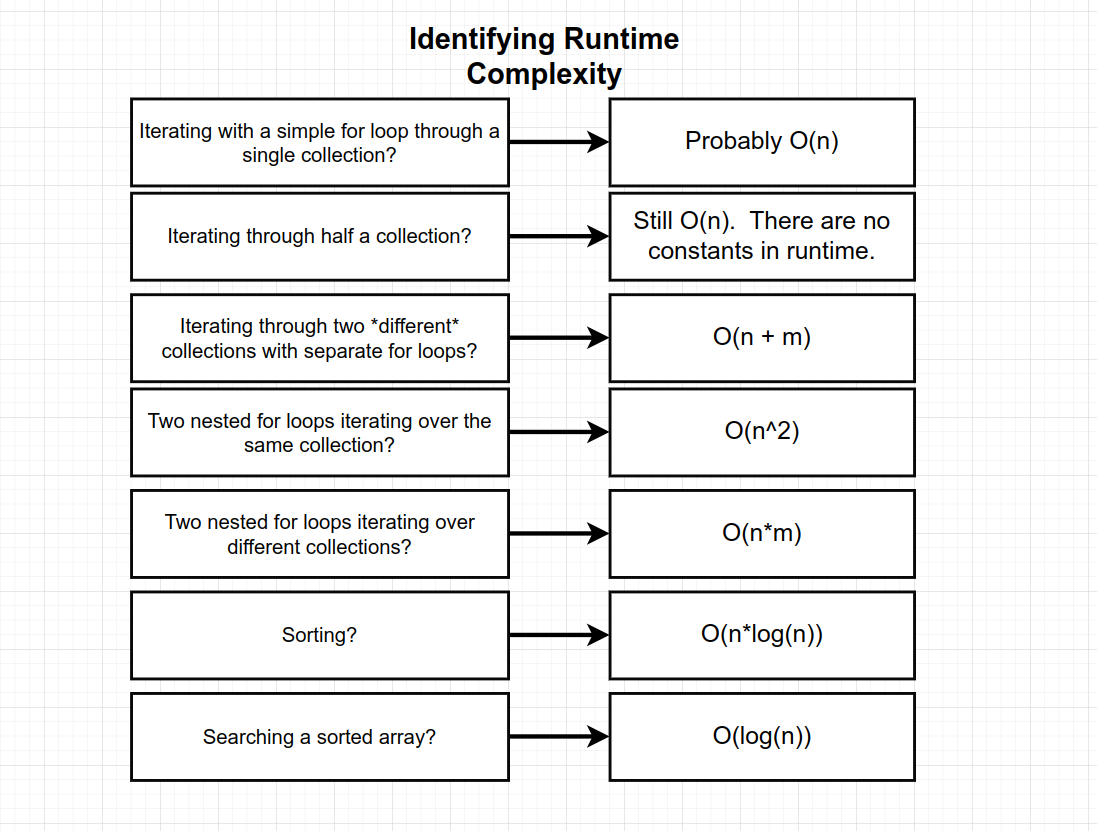 Identifying Runtime
Complexity
Iterating with a simple for loop through a
single collection?
Probably O(n)
Iterating through half a collection?
Still O(n).  There are no
constants in runtime.
Iterating through two *different*
collections with separate for loops?
O(n + m)
Two nested for loops iterating over the
same collection?
O(n^2)
Two nested for loops iterating over
different collections?
O(n*m)
Sorting?
O(n*log(n))
Searching a sorted array?
O(log(n))